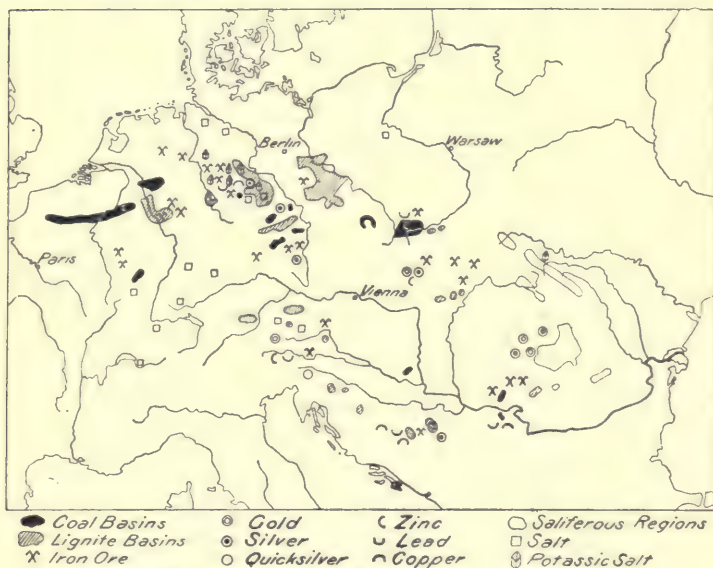 Berlin
Warsaw
Paris
Vienna
Coal Basins Gold Zinc Saliferous Regions
Lignite Basins Silver Lead Salt
Iron Ore Quicksilver Copper Potassic Salt